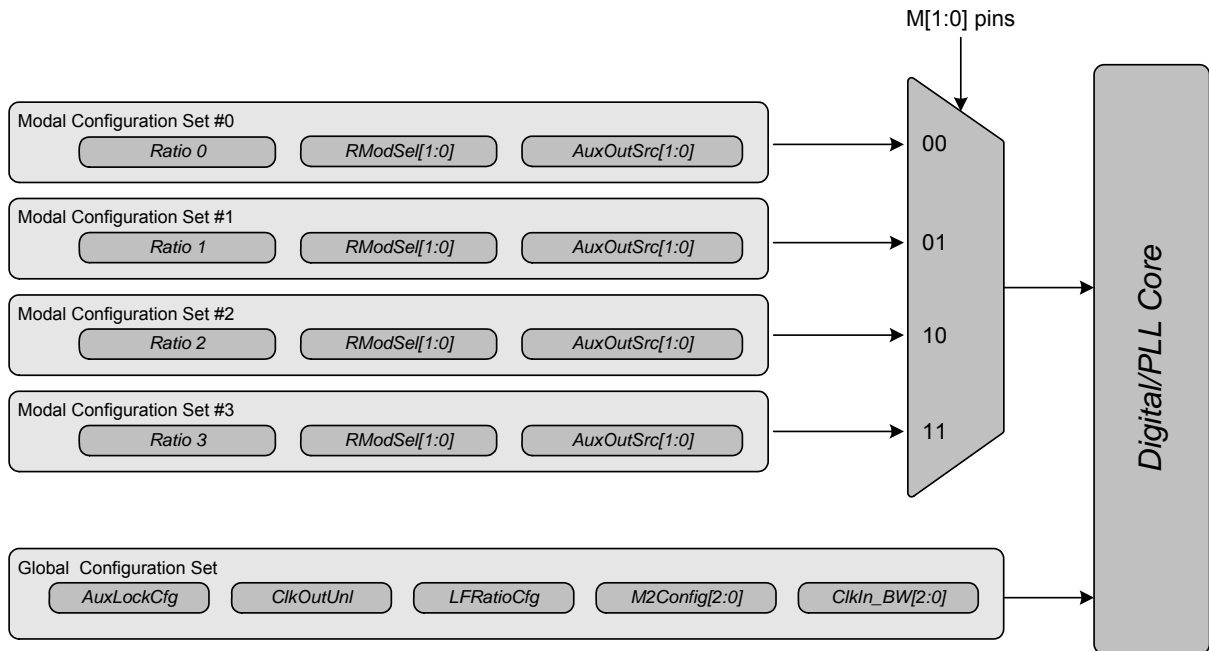 M[1:0] pins
Modal Configuration Set #0
Ratio 0 RModSel[1:0] AuxOutSrc[1:0]
00
Modal Configuration Set #1
Ratio 1 RModSel[1:0] AuxOutSrc[1:0]
01
Modal Configuration Set #2
Ratio 2 RModSel[1:0] AuxOutSrc[1:0]
10
Modal Configuration Set #3
Ratio 3 RModSel[1:0] AuxOutSrc[1:0]
11
Digital/PLL Core
Global Configuration Set
AuxLockCfg ClkOutUnl LFRatioCfg M2Config[2:0] ClkIn_BW[2:0]